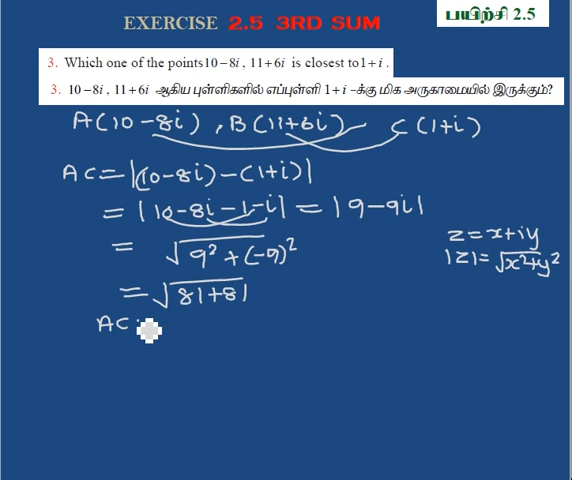 EXERCISE 2.5 3RD SUM
பயிற்சி 2.5
3. Which one of the points 10 – 8i , 11 + 6i is closest to 1 + i .
3. 10 – 8i , 11 + 6i ஆகிய புள்ளிகளில் எப்புள்ளி 1 + i -க்கு மிக அருகாமையில் இருக்கும்?
A(10-8i) , B(11+6i) C(1+i)
AC = |(10-8i)-(1+i)|
= |10-8i-1-i| = |9-9i|
z = x+iy
= √9²+(-9)²
|z| = √x²+y²
= √81+81
AC